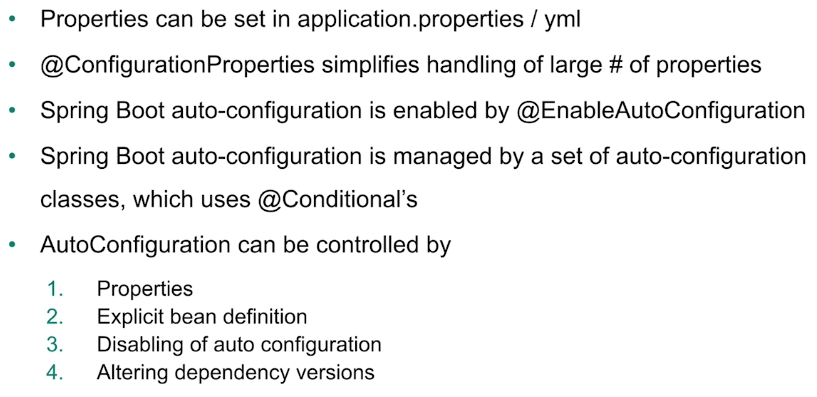 • Properties can be set in application.properties / yml
• @ConfigurationProperties simplifies handling of large # of properties
• Spring Boot auto-configuration is enabled by @EnableAutoConfiguration
• Spring Boot auto-configuration is managed by a set of auto-configuration
classes, which uses @Conditional’s
• AutoConfiguration can be controlled by
1. Properties
2. Explicit bean definition
3. Disabling of auto configuration
4. Altering dependency versions